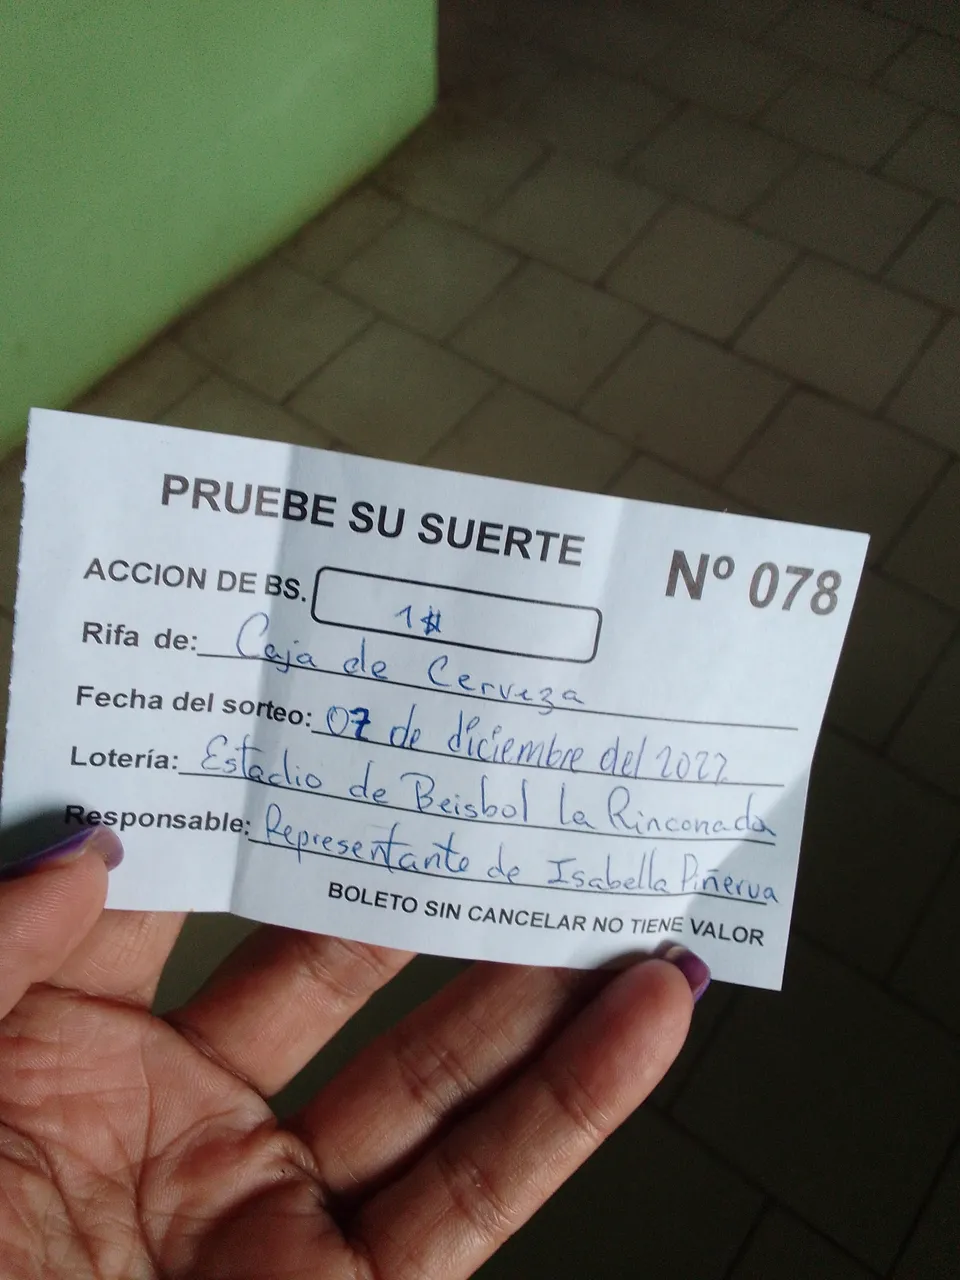 PRUEBE SU SUERTE
Nº 078
ACCION DE BS. 1$
Rifa de: Caja de Cerveza
Fecha del sorteo: 07 de diciembre del 2022
Lotería: Estadio de Beisbol la Rinconada
Responsable: Representante de Isabella Piñerua
BOLETO SIN CANCELAR NO TIENE VALOR